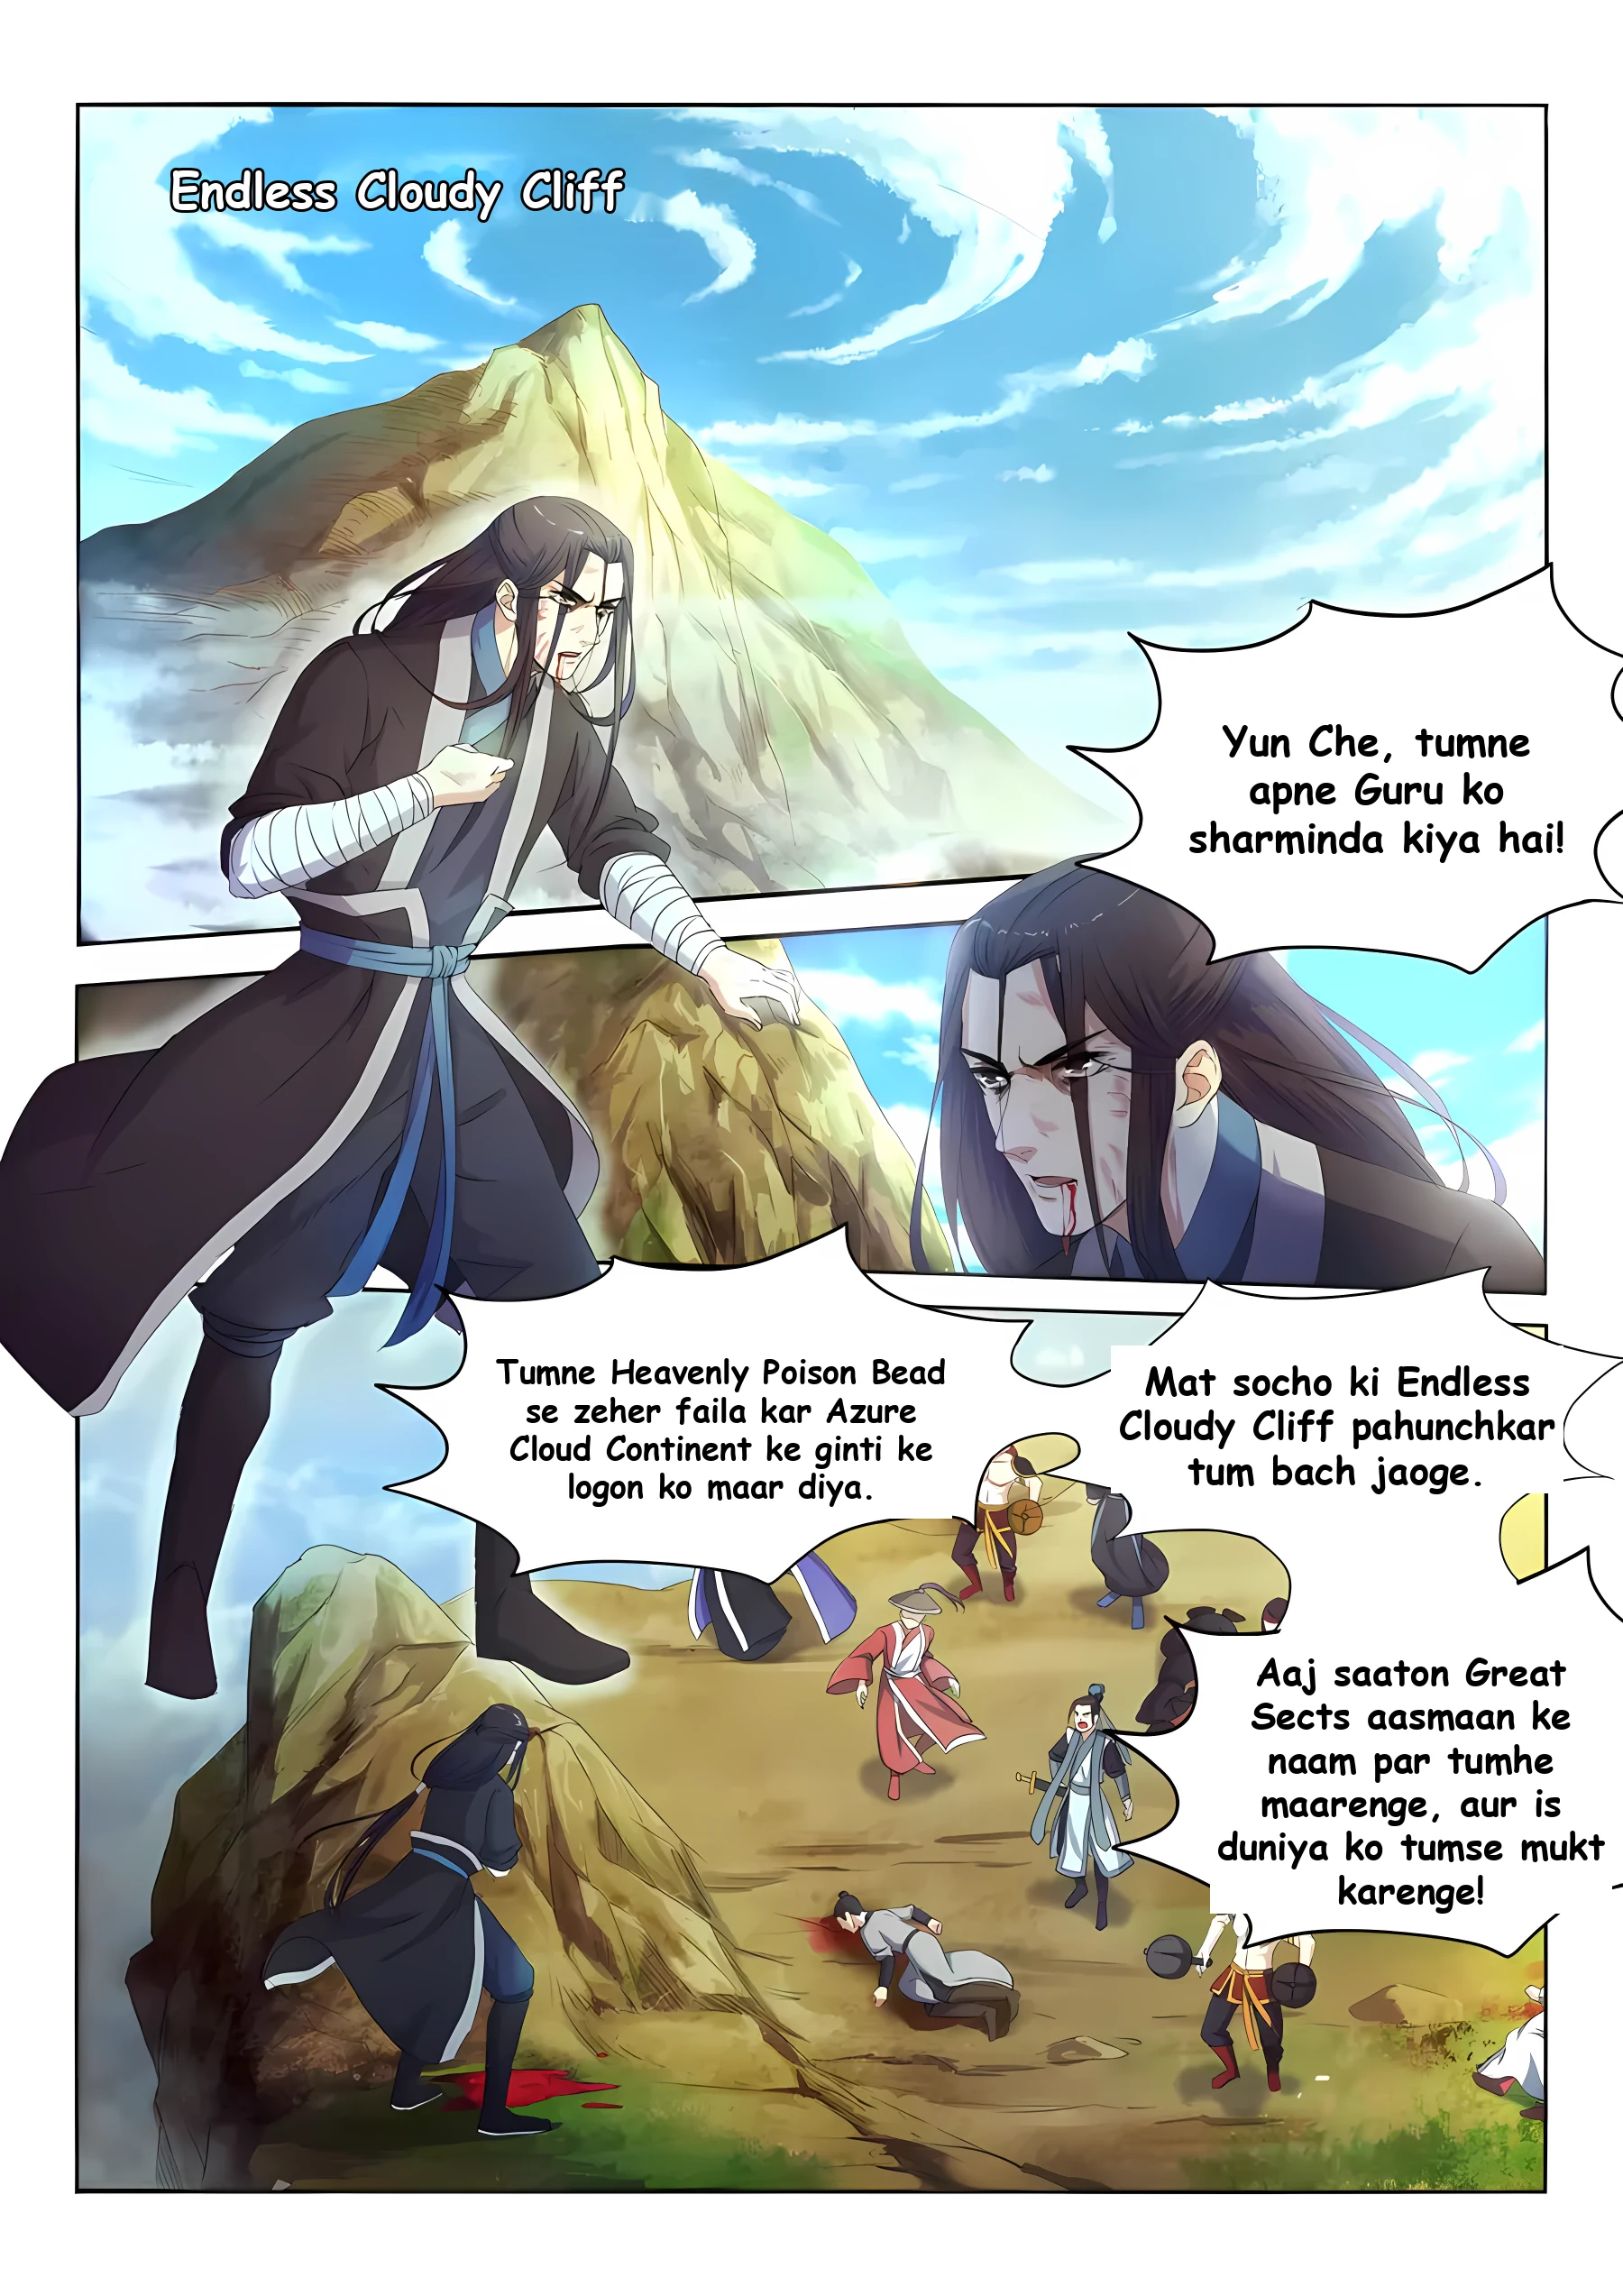 Endless Cloudy Cliff
Yun Che, tumne
apne Guru ko
sharminda kiya hai!
Tumne Heavenly Poison Bead
se zeher faila kar Azure
Cloud Continent ke ginti ke
logon ko maar diya.
Mat socho ki Endless
Cloudy Cliff pahunchkar
tum bach jaoge.
Aaj saaton Great
Sects aasmaan ke
naam par tumhe
maarenge, aur is
duniya ko tumse mukt
karenge!